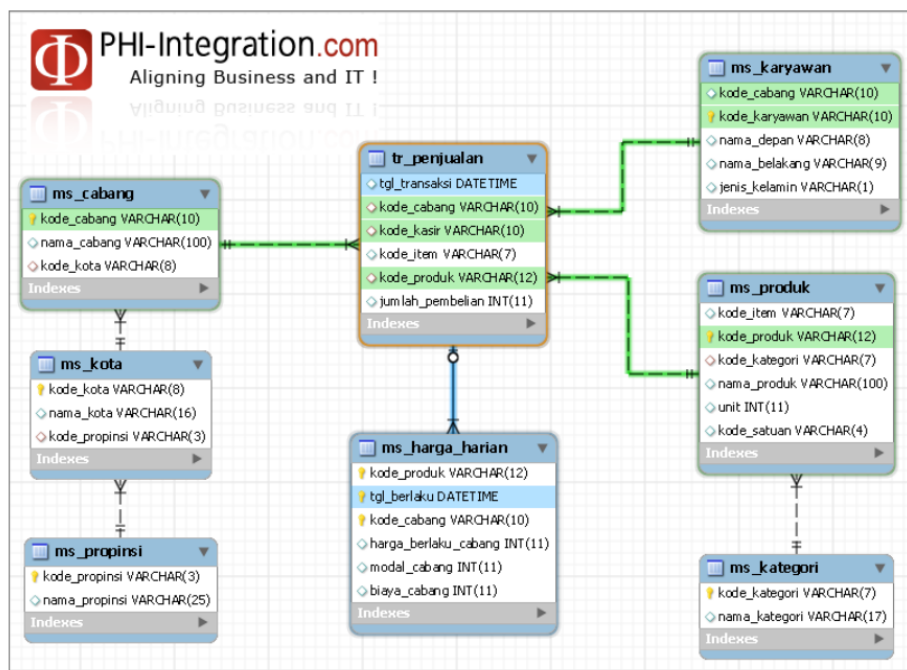 PHI-Integration.com
Aligning Business and IT !
ms_karyawan
kode_cabang VARCHAR(10)
kode_karyawan VARCHAR(10)
nama_depan VARCHAR(8)
nama_belakang VARCHAR(9)
jenis_kelamin VARCHAR(1)
Indexes
tr_penjualan
tgl_transaksi DATETIME
kode_cabang VARCHAR(10)
kode_kasir VARCHAR(10)
kode_item VARCHAR(7)
kode_produk VARCHAR(12)
jumlah_pembelian INT(11)
Indexes
ms_cabang
kode_cabang VARCHAR(10)
nama_cabang VARCHAR(100)
kode_kota VARCHAR(8)
Indexes
ms_produk
kode_item VARCHAR(7)
kode_produk VARCHAR(12)
kode_kategori VARCHAR(7)
nama_produk VARCHAR(100)
unit INT(11)
kode_satuan VARCHAR(4)
Indexes
ms_kota
kode_kota VARCHAR(8)
nama_kota VARCHAR(16)
kode_propinsi VARCHAR(3)
Indexes
ms_harga_harian
kode_produk VARCHAR(12)
tgl_berlaku DATETIME
kode_cabang VARCHAR(10)
harga_berlaku_cabang INT(11)
modal_cabang INT(11)
biaya_cabang INT(11)
Indexes
ms_propinsi
kode_propinsi VARCHAR(3)
nama_propinsi VARCHAR(25)
Indexes
ms_kategori
kode_kategori VARCHAR(7)
nama_kategori VARCHAR(17)
Indexes